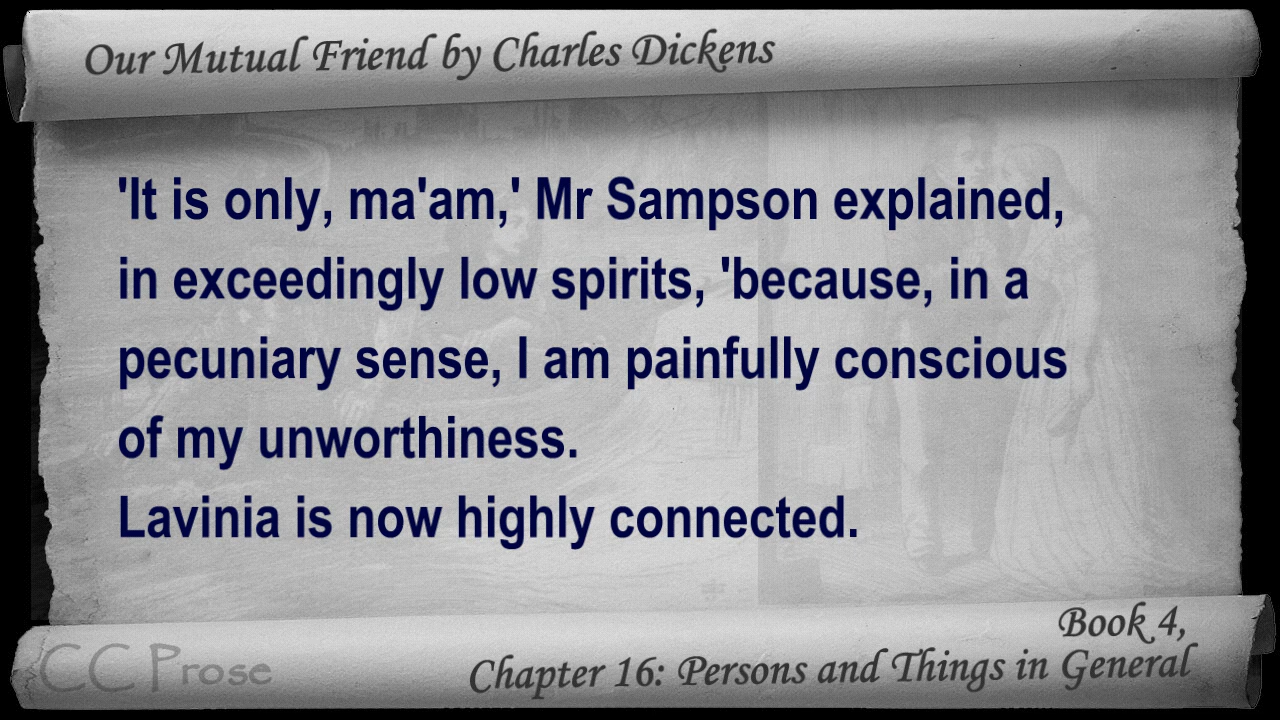 Our Mutual Friend by Charles Dickens
'It is only, ma'am,' Mr Sampson explained,
in exceedingly low spirits, 'because, in a
pecuniary sense, I am painfully conscious
of my unworthiness.
Lavinia is now highly connected.
Book 4,
Chapter 16: Persons and Things in General
CC Prose